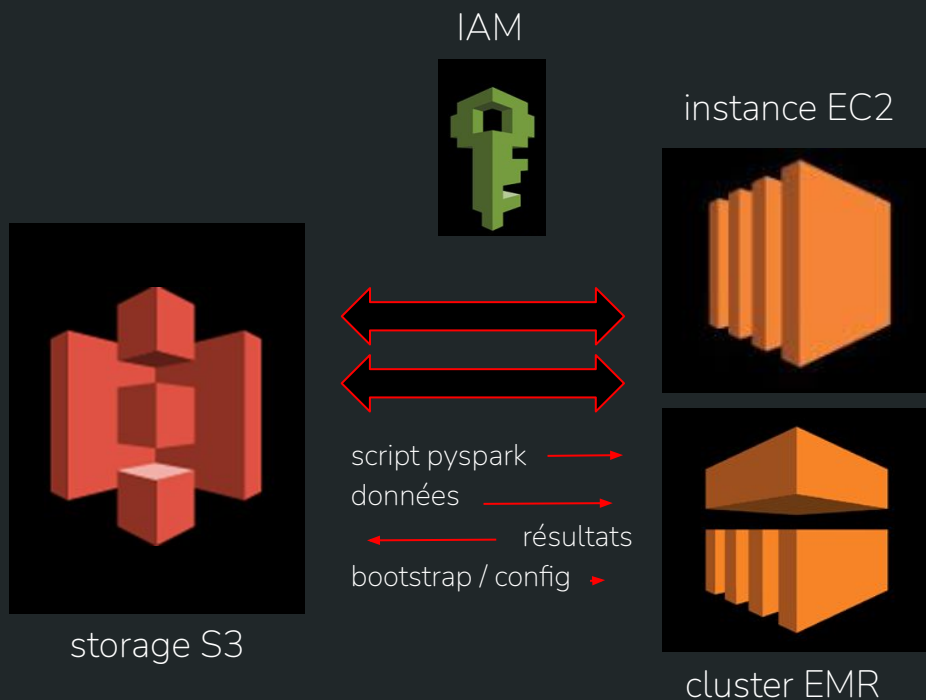 IAM
instance EC2
script pyspark
données
résultats
bootstrap / config
storage S3
cluster EMR